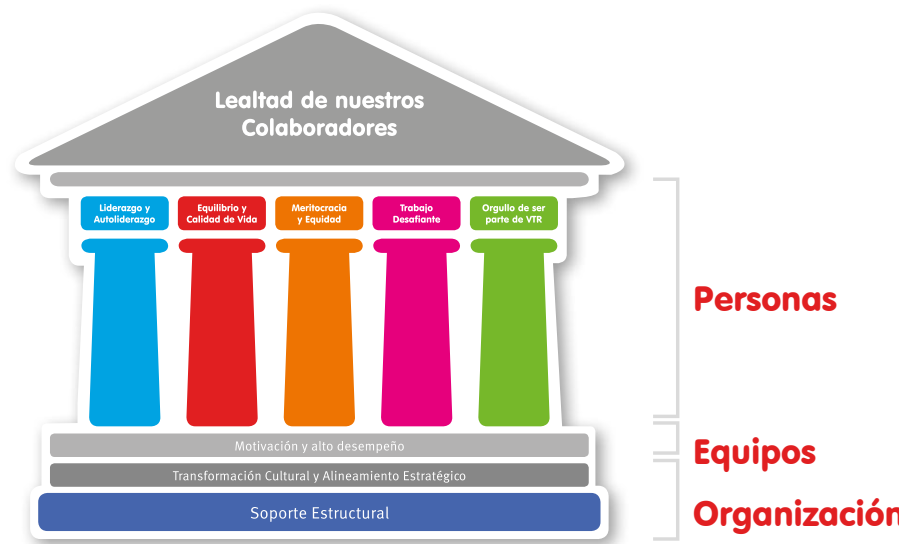 Lealtad de nuestros
Colaboradores
Liderazgo y
Autoliderazgo
Equilibrio y
Calidad de Vida
Meritocracia
y Equidad
Trabajo
Desafiante
Orgullo de ser
parte de VTR
Personas
Motivación y alto desempeño
Equipos
Transformación Cultural y Alineamiento Estratégico
Soporte Estructural
Organización